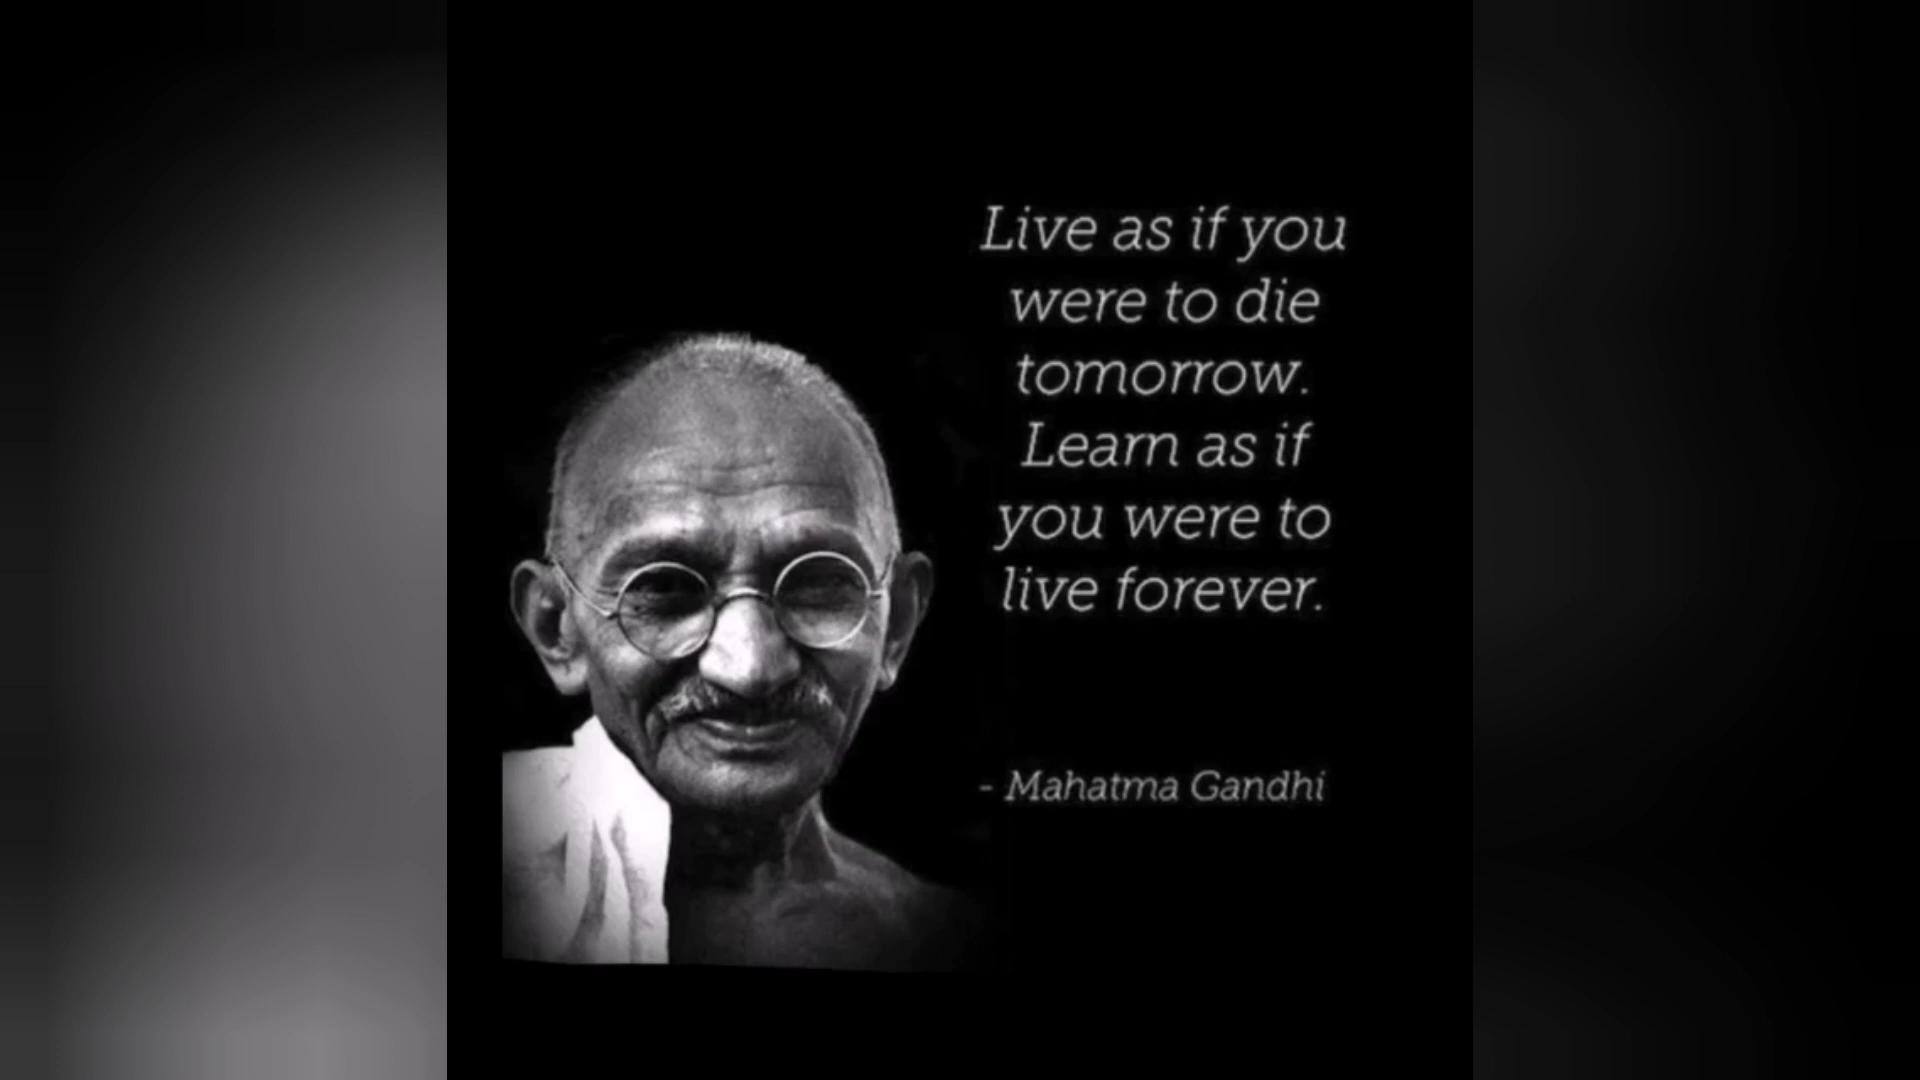 Live as if you
were to die
tomorrow.
Learn as if
you were to
live forever.
- Mahatma Gandhi